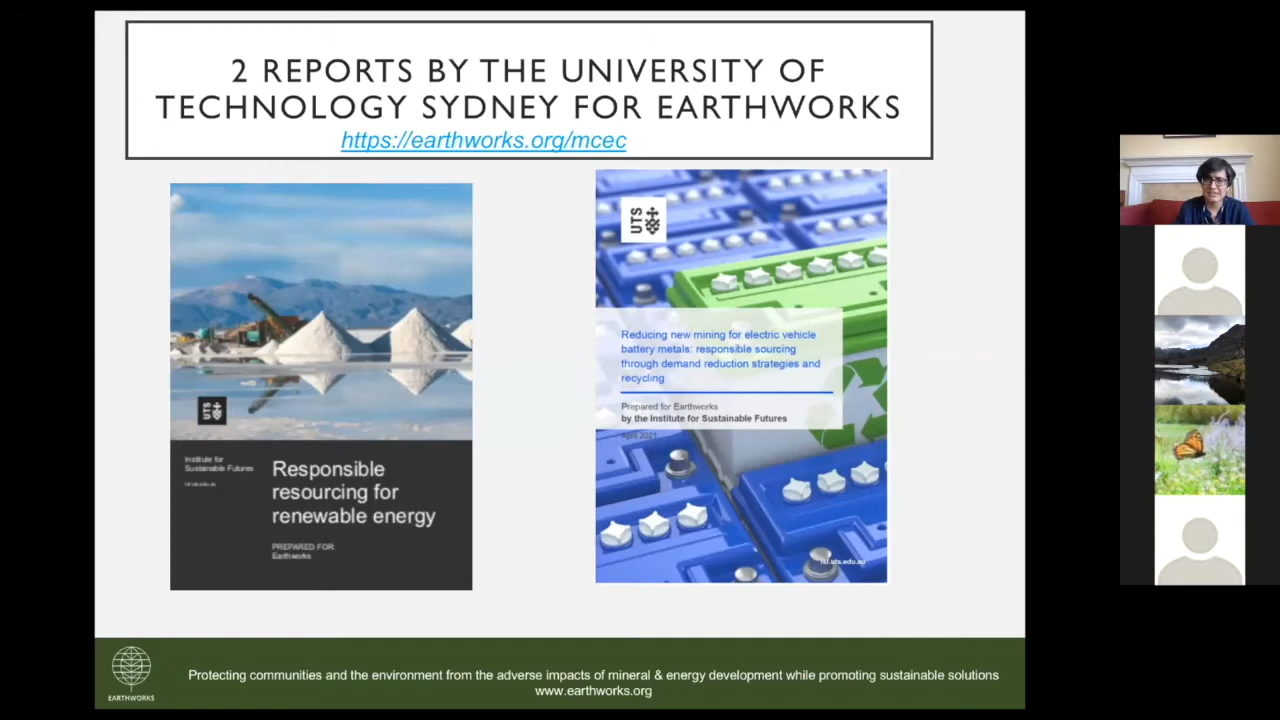 2 REPORTS BY THE UNIVERSITY OF
TECHNOLOGY SYDNEY FOR EARTHWORKS
https://earthworks.org/mcec
UTS
Institute for
Sustainable Futures
Responsible
resourcing for
renewable energy
PREPARED FOR
Earthworks
UTS
Reducing new mining for electric vehicle
battery metals: responsible sourcing
through demand reduction strategies and
recycling
Prepared for Earthworks
by the Institute for Sustainable Futures
April 2021
isf.uts.edu.au
EARTHWORKS
Protecting communities and the environment from the adverse impacts of mineral & energy development while promoting sustainable solutions
www.earthworks.org